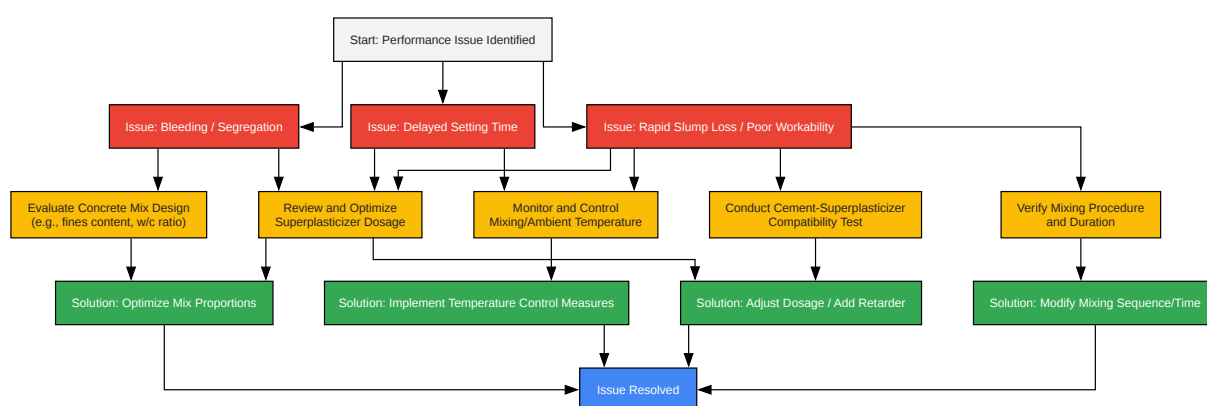 Start: Performance Issue Identified
Issue: Bleeding / Segregation
Issue: Delayed Setting Time
Issue: Rapid Slump Loss / Poor Workability
Evaluate Concrete Mix Design
(e.g., fines content, w/c ratio)
Review and Optimize
Superplasticizer Dosage
Monitor and Control
Mixing/Ambient Temperature
Conduct Cement-Superplasticizer
Compatibility Test
Verify Mixing Procedure
and Duration
Solution: Optimize Mix Proportions
Solution: Implement Temperature Control Measures
Solution: Adjust Dosage / Add Retarder
Solution: Modify Mixing Sequence/Time
Issue Resolved